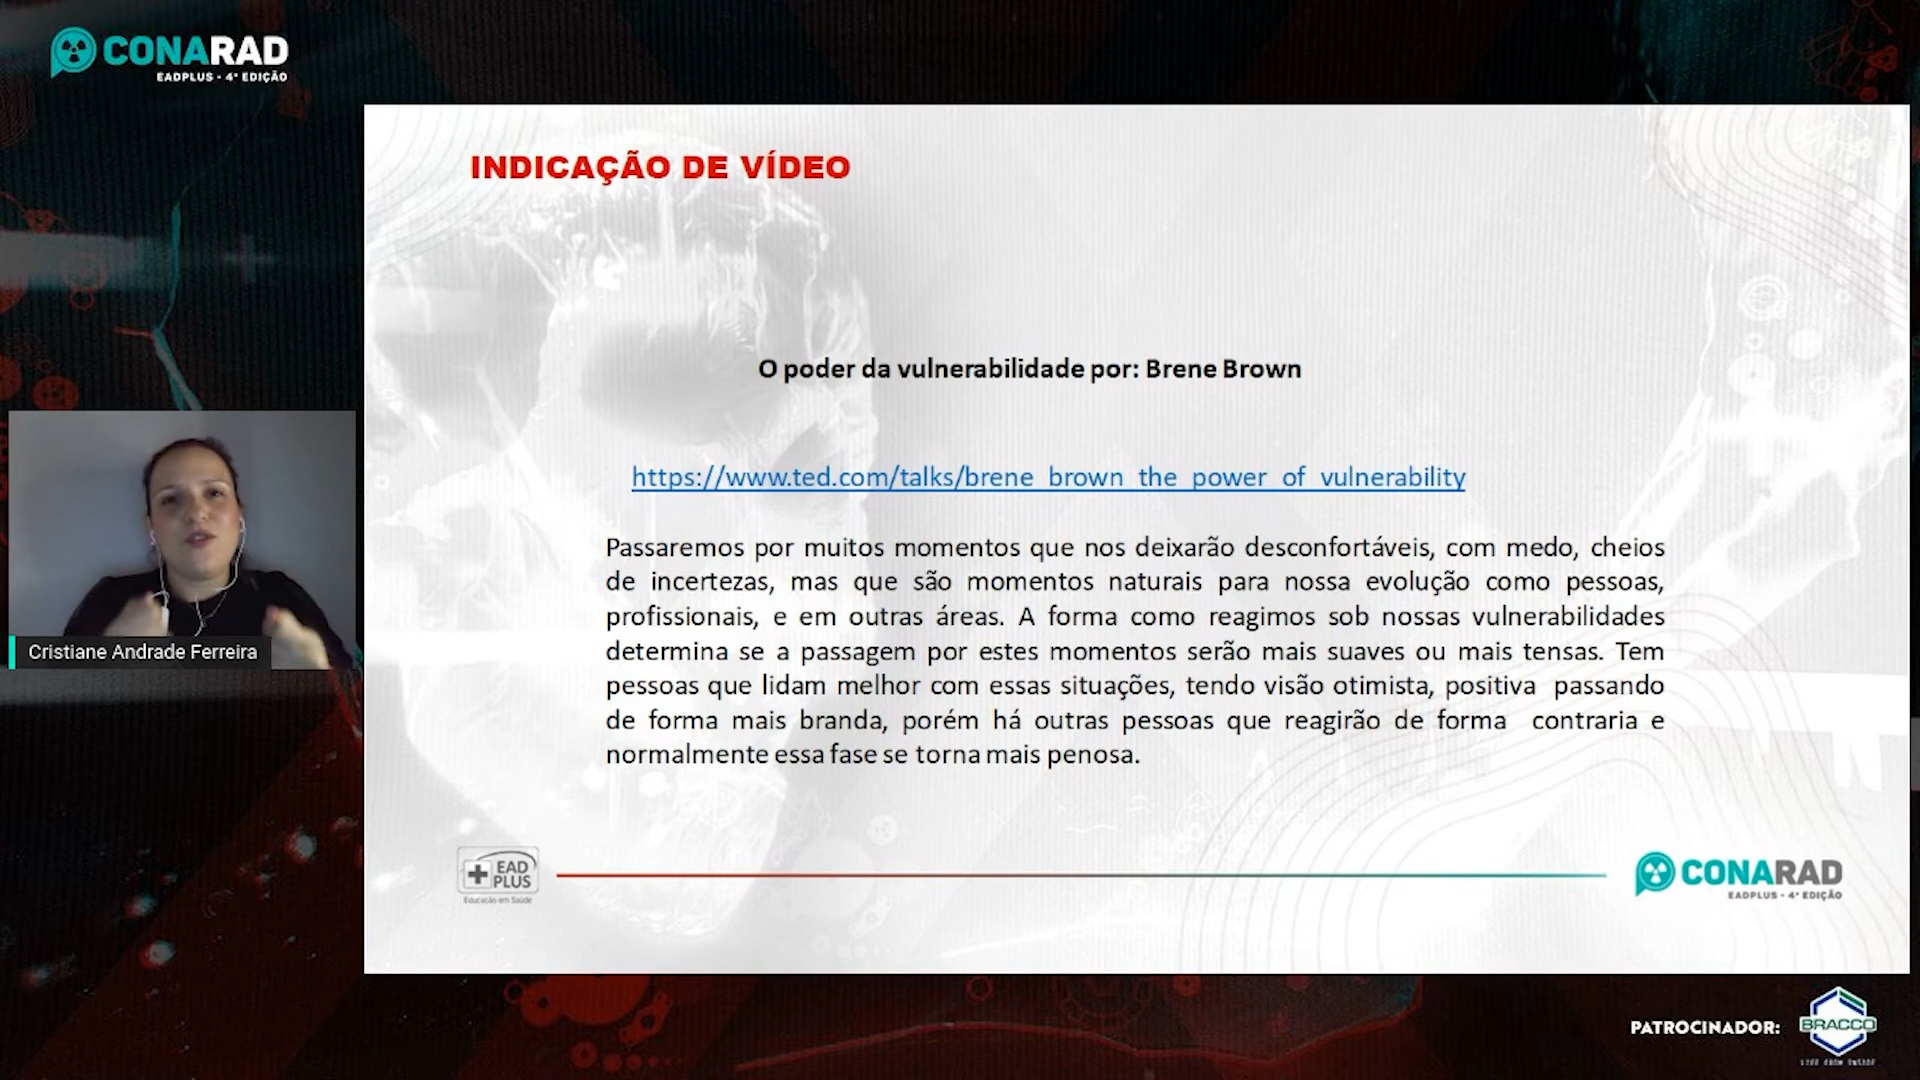 CONARAD
EADPLUS - 4ª EDIÇÃO
INDICAÇÃO DE VÍDEO
O poder da vulnerabilidade por: Brene Brown
https://www.ted.com/talks/brene_brown_the_power_of_vulnerability
Passaremos por muitos momentos que nos deixarão desconfortáveis, com medo, cheios
de incertezas, mas que são momentos naturais para nossa evolução como pessoas,
profissionais, e em outras áreas. A forma como reagimos sob nossas vulnerabilidades
determina se a passagem por estes momentos serão mais suaves ou mais tensas. Tem
pessoas que lidam melhor com essas situações, tendo visão otimista, positiva passando
de forma mais branda, porém há outras pessoas que reagirão de forma contraria e
normalmente essa fase se torna mais penosa.
Cristiane Andrade Ferreira
EAD
PLUS
Educação em Saúde
CONARAD
EADPLUS - 4ª EDIÇÃO
PATROCINADOR:
BRACCO
LIFE FROM INSIDE